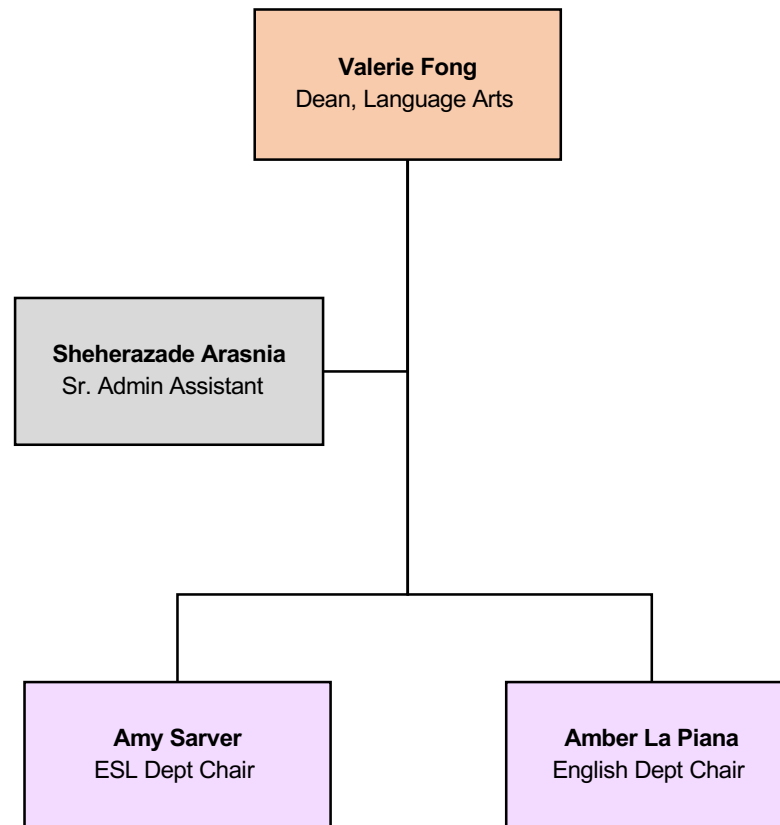 Valerie Fong
Dean, Language Arts
Sheherazade Arasnia
Sr. Admin Assistant
Amy Sarver
ESL Dept Chair
Amber La Piana
English Dept Chair